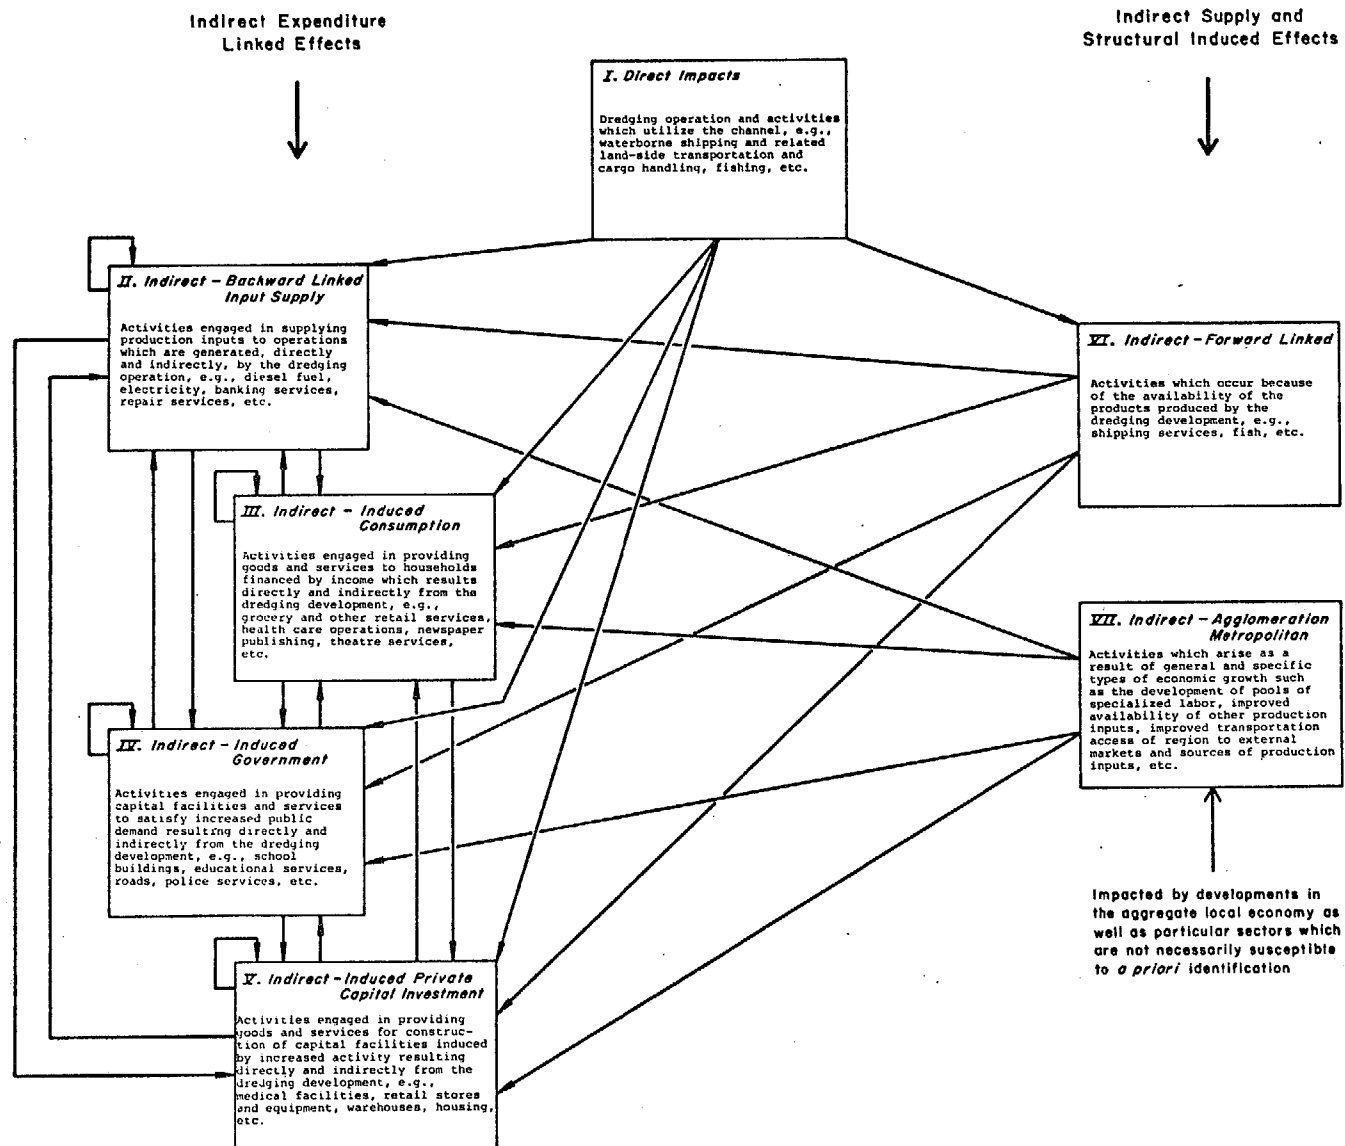 Indirect Expenditure
Linked Effects
Indirect Supply and
Structural Induced Effects
I. Direct Impacts
Dredging operation and activities
which utilize the channel, e.g.,
waterborne shipping and related
land-side transportation and
cargo handling, fishing, etc.
II. Indirect - Backward Linked
Input Supply
Activities engaged in supplying
production inputs to operations
which are generated, directly
and indirectly, by the dredging
operation, e.g., diesel fuel,
electricity, banking services,
repair services, etc.
VI. Indirect - Forward Linked
Activities which occur because
of the availability of the
products produced by the
dredging development, e.g.,
shipping services, fish, etc.
III. Indirect - Induced
Consumption
Activities engaged in providing
goods and services to households
financed by income which results
directly and indirectly from the
dredging development, e.g.,
grocery and other retail services,
health care operations, newspaper
publishing, theatre services,
etc.
VII. Indirect - Agglomeration
Metropolitan
Activities which arise as a
result of general and specific
types of economic growth such
as the development of pools of
specialized labor, improved
availability of other production
inputs, improved transportation
access of region to external
markets and sources of production
inputs, etc.
IV. Indirect - Induced
Government
Activities engaged in providing
capital facilities and services
to satisfy increased public
demand resulting directly and
indirectly from the dredging
development, e.g., school
buildings, educational services,
roads, police services, etc.
Impacted by developments in
the aggregate local economy as
well as particular sectors which
are not necessarily susceptible
to a priori identification
V. Indirect - Induced Private
Capital Investment
Activities engaged in providing
goods and services for construc-
tion of capital facilities induced
by increased activity resulting
directly and indirectly from the
dredging development, e.g.,
medical facilities, retail stores
and equipment, warehouses, housing,
etc.